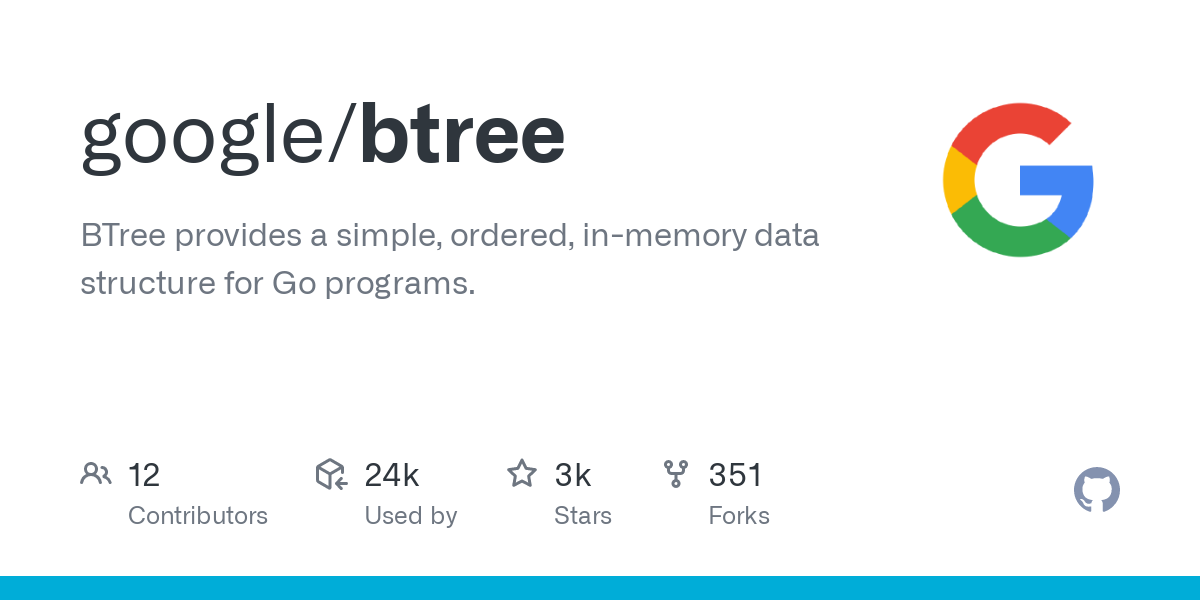 google/btree
BTree provides a simple, ordered, in-memory data
structure for Go programs.
12 24k 3k 351
Contributors Used by Stars Forks